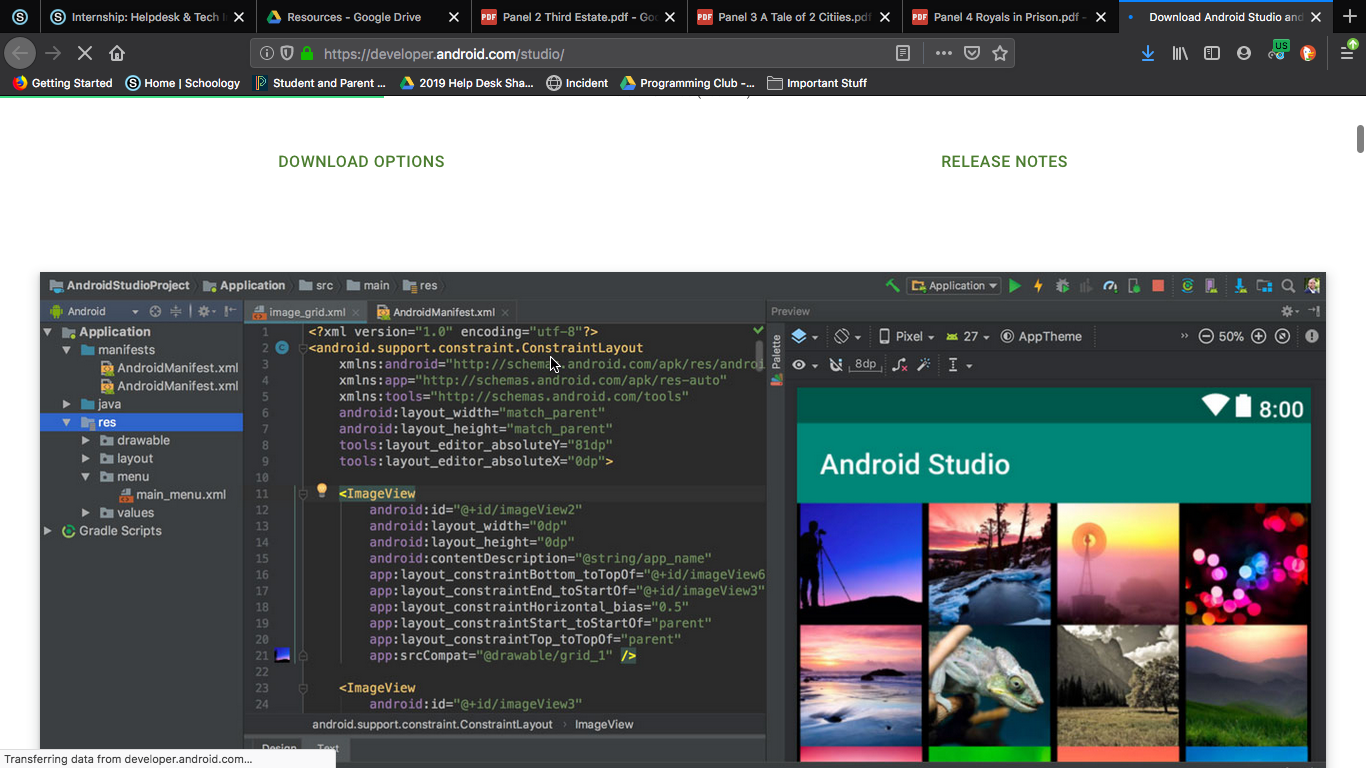 Internship: Helpdesk & Tech
Resources - Google Drive
Panel 2 Third Estate.pdf - Go
Panel 3 A Tale of 2 Citiies.pdf
Panel 4 Royals in Prison.pdf -
Download Android Studio and
https://developer.android.com/studio/
US
Getting Started
Home | Schoology
Student and Parent ...
2019 Help Desk Sha...
Incident
Programming Club -...
Important Stuff
DOWNLOAD OPTIONS
RELEASE NOTES
AndroidStudioProject
Application
src
main
res
Application
Android
image_grid.xml
AndroidManifest.xml
Preview
Application
manifests
AndroidManifest.xml
AndroidManifest.xml
java
res
drawable
layout
menu
main_menu.xml
values
Gradle Scripts
1 <?xml version="1.0" encoding="utf-8"?>
2 <android.support.constraint.ConstraintLayout
3 xmlns:android="http://schemas.android.com/apk/res/androi
4 xmlns:app="http://schemas.android.com/apk/res-auto"
5 xmlns:tools="http://schemas.android.com/tools"
6 android:layout_width="match_parent"
7 android:layout_height="match_parent"
8 tools:layout_editor_absoluteY="81dp"
9 tools:layout_editor_absoluteX="0dp">
10
11 <ImageView
12 android:id="@+id/imageView2"
13 android:layout_width="0dp"
14 android:layout_height="0dp"
15 android:contentDescription="@string/app_name"
16 app:layout_constraintBottom_toTopOf="@+id/imageView6
17 app:layout_constraintEnd_toStartOf="@+id/imageView3"
18 app:layout_constraintHorizontal_bias="0.5"
19 app:layout_constraintStart_toStartOf="parent"
20 app:layout_constraintTop_toTopOf="parent"
21 app:srcCompat="@drawable/grid_1" />
22
23 <ImageView
24 android:id="@+id/imageView3"
android.support.constraint.ConstraintLayout › ImageView
Design
Text
Palette
Pixel
27
AppTheme
50%
8dp
8:00
Android Studio
Transferring data from developer.android.com...